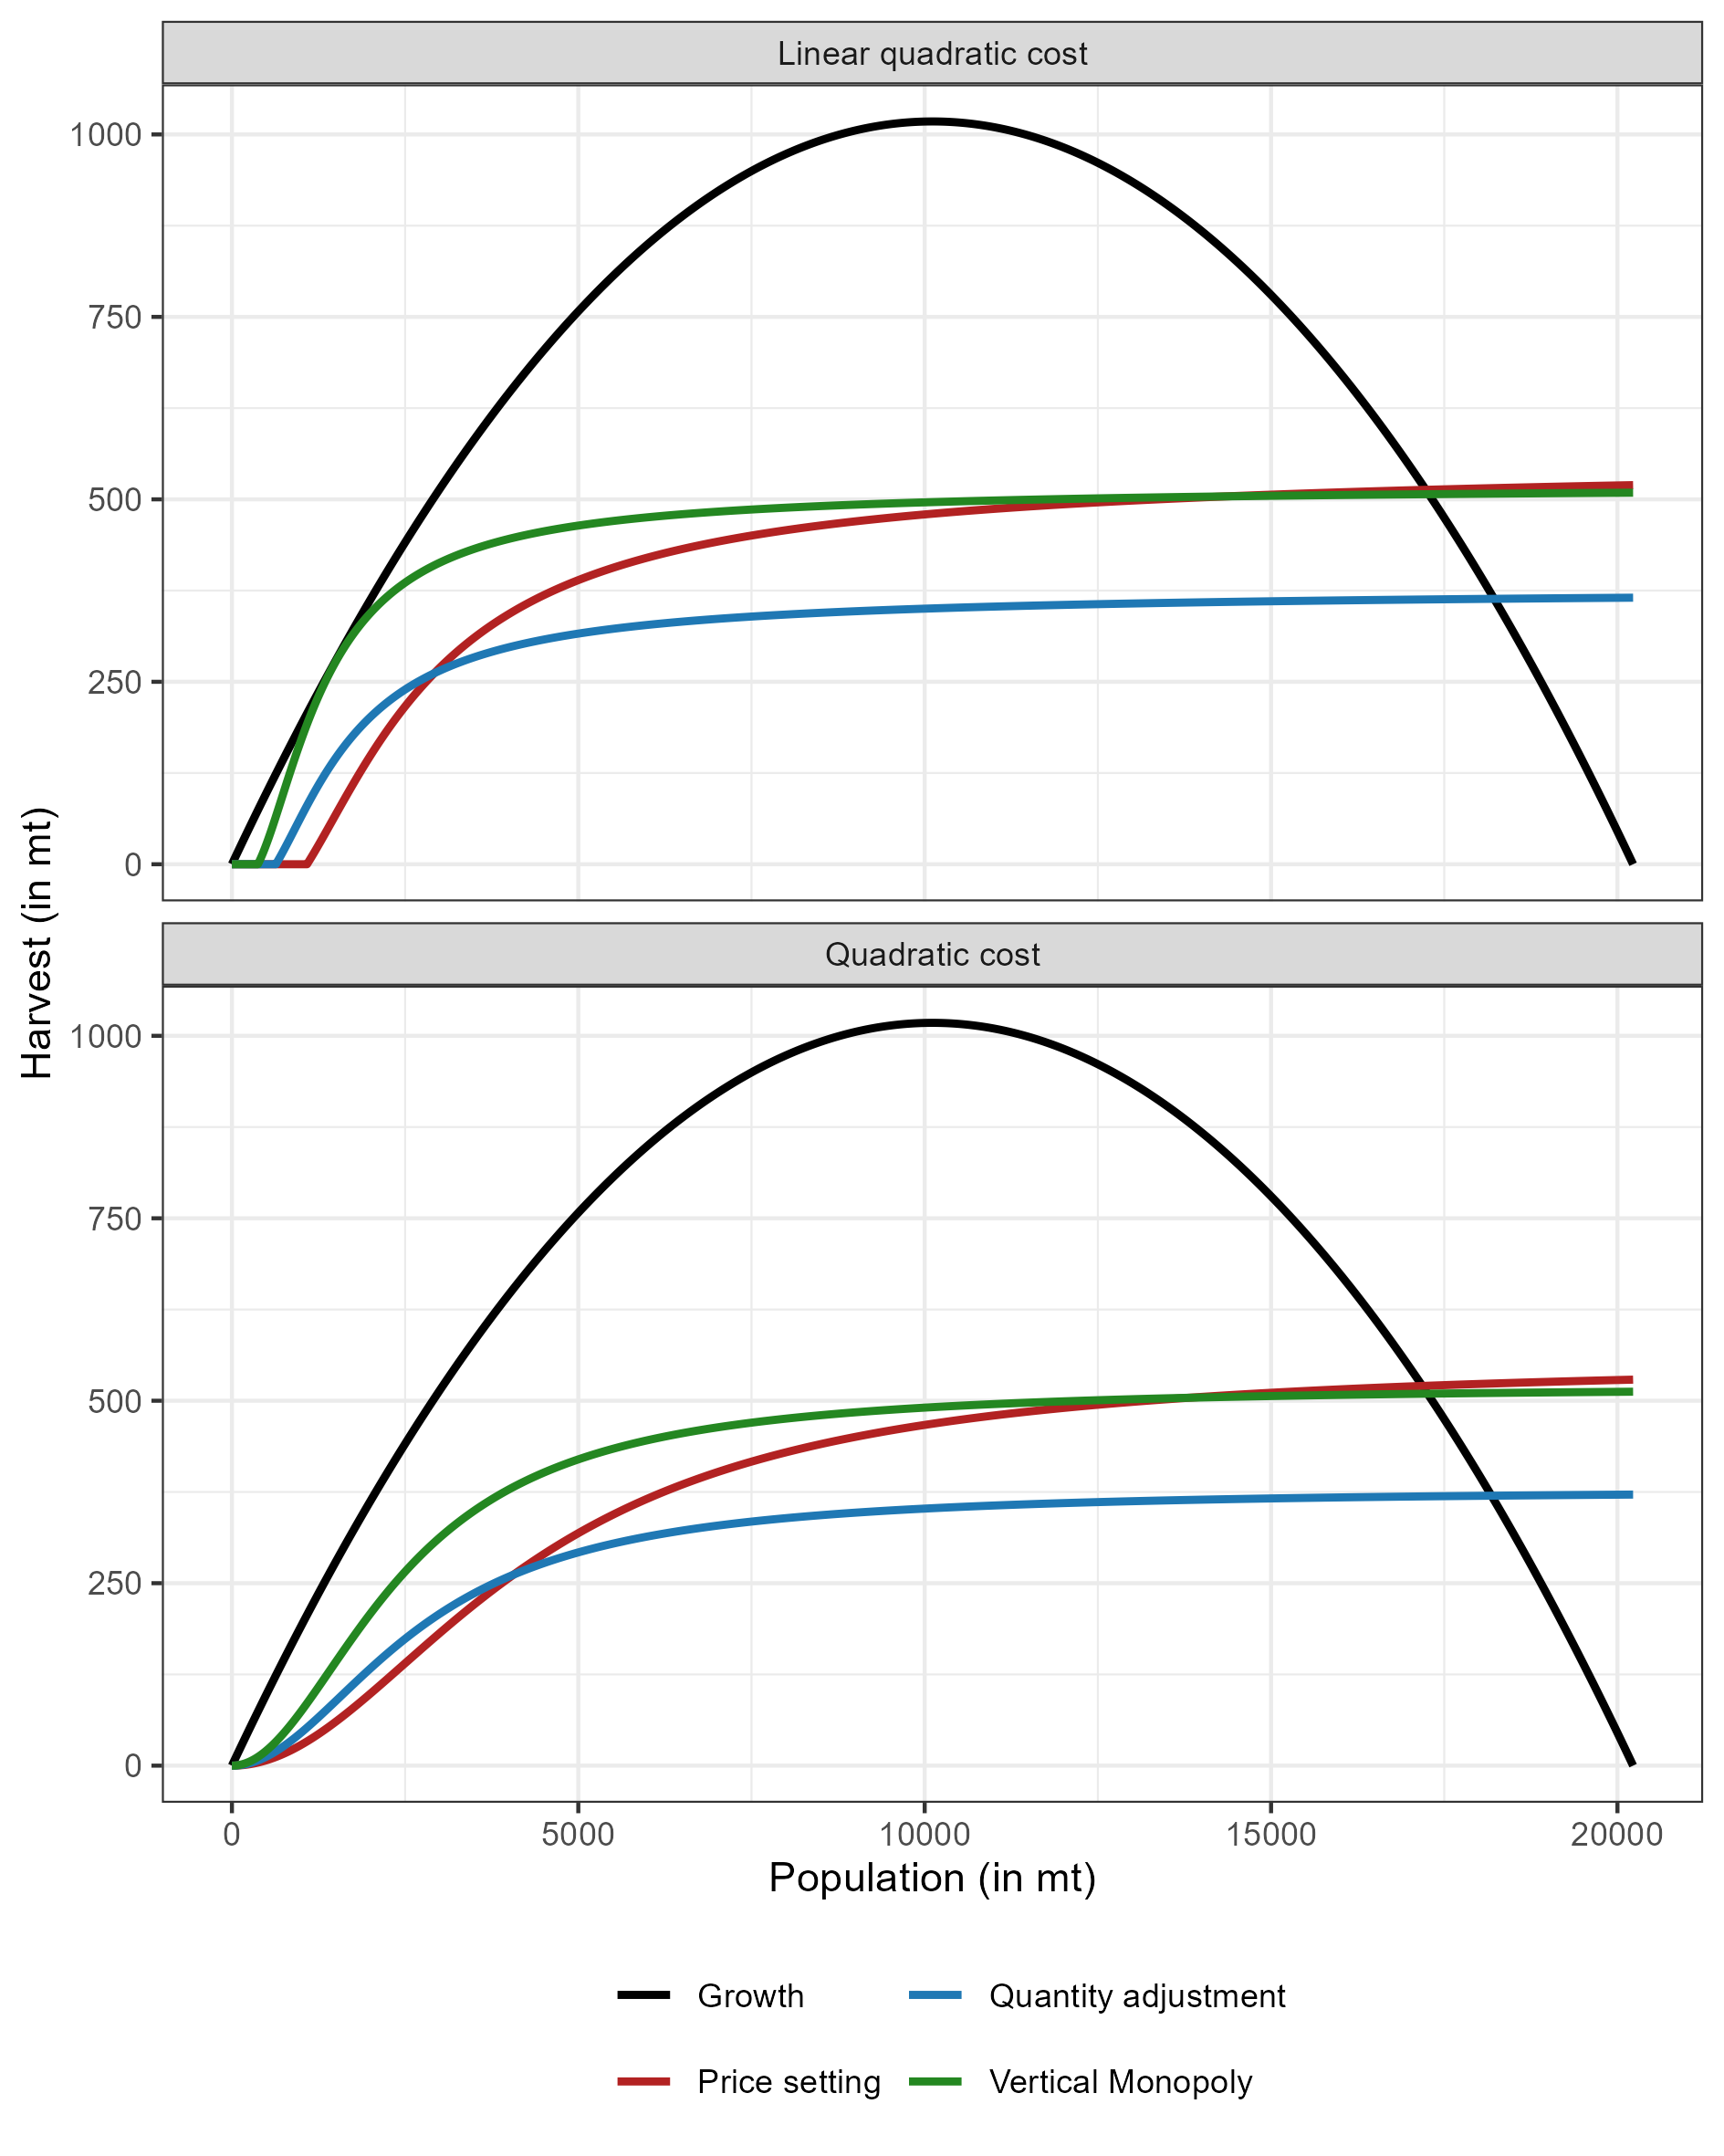 Linear quadratic cost
1000
750
500
250
0
Harvest (in mt)
Quadratic cost
1000
750
500
250
0
0 5000 10000 15000 20000
Population (in mt)
Growth Quantity adjustment
Price setting Vertical Monopoly